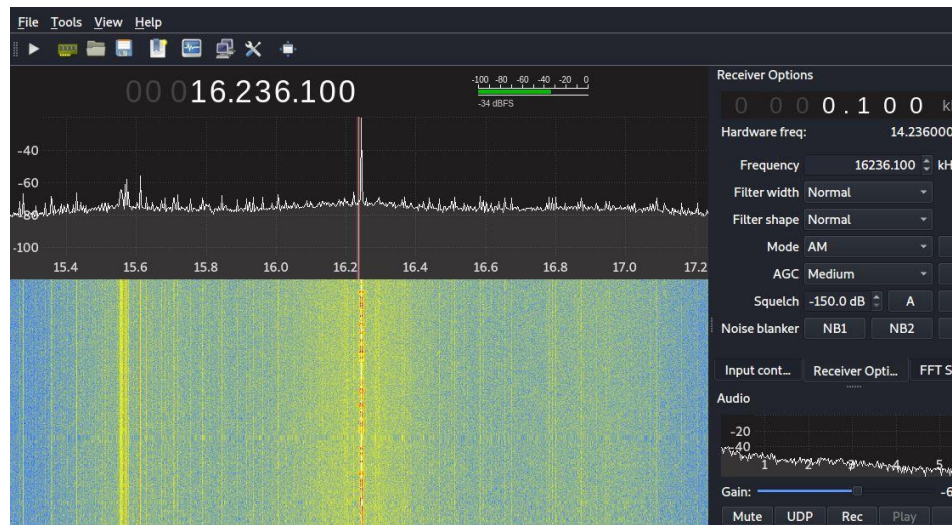 File Tools View Help
00 016.236.100
-100 -80 -60 -40 -20 0
-34 dBFS
-40
-60
-80
-100
15.4 15.6 15.8 16.0 16.2 16.4 16.6 16.8 17.0 17.2
Receiver Options
0 0 0 0.1 0 0 k
Hardware freq: 14.236000
Frequency 16236.100 kH
Filter width Normal
Filter shape Normal
Mode AM
AGC Medium
Squelch -150.0 dB A
Noise blanker NB1 NB2
Input cont... Receiver Opti... FFT S
Audio
-20
-40
1 2 3 4 5
Gain: -6
Mute UDP Rec Play